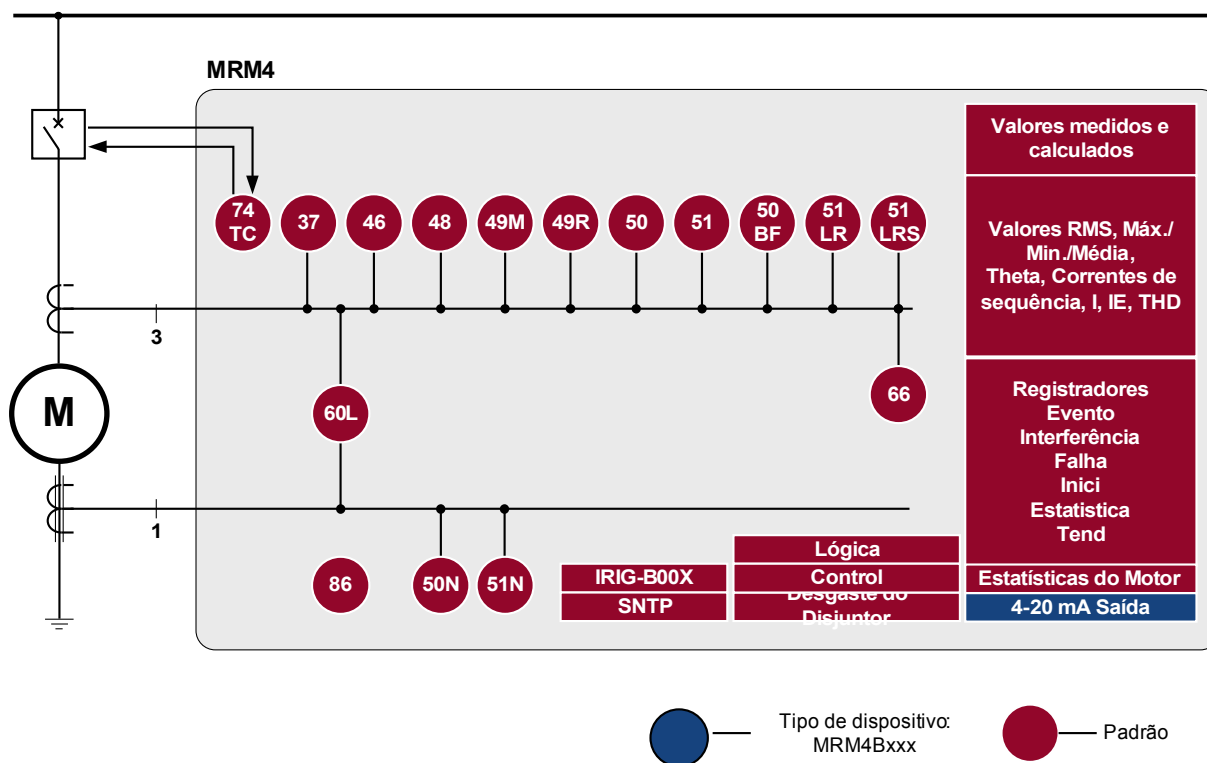 MRM4
Valores medidos e
calculados
74
TC
37
46
48
49M
49R
50
51
50
BF
51
LR
51
LRS
Valores RMS, Máx./
Min./Média,
Theta, Correntes de
sequência, I, IE, THD
3
M
60L
66
Registradores
Evento
Interferência
Falha
Inici
Estatistica
Tend
1
86
50N
51N
Lógica
IRIG-B00X
Control
Estatísticas do Motor
SNTP
Desgaste do
Disjuntor
4-20 mA Saída
Tipo de dispositivo:
MRM4Bxxx
Padrão